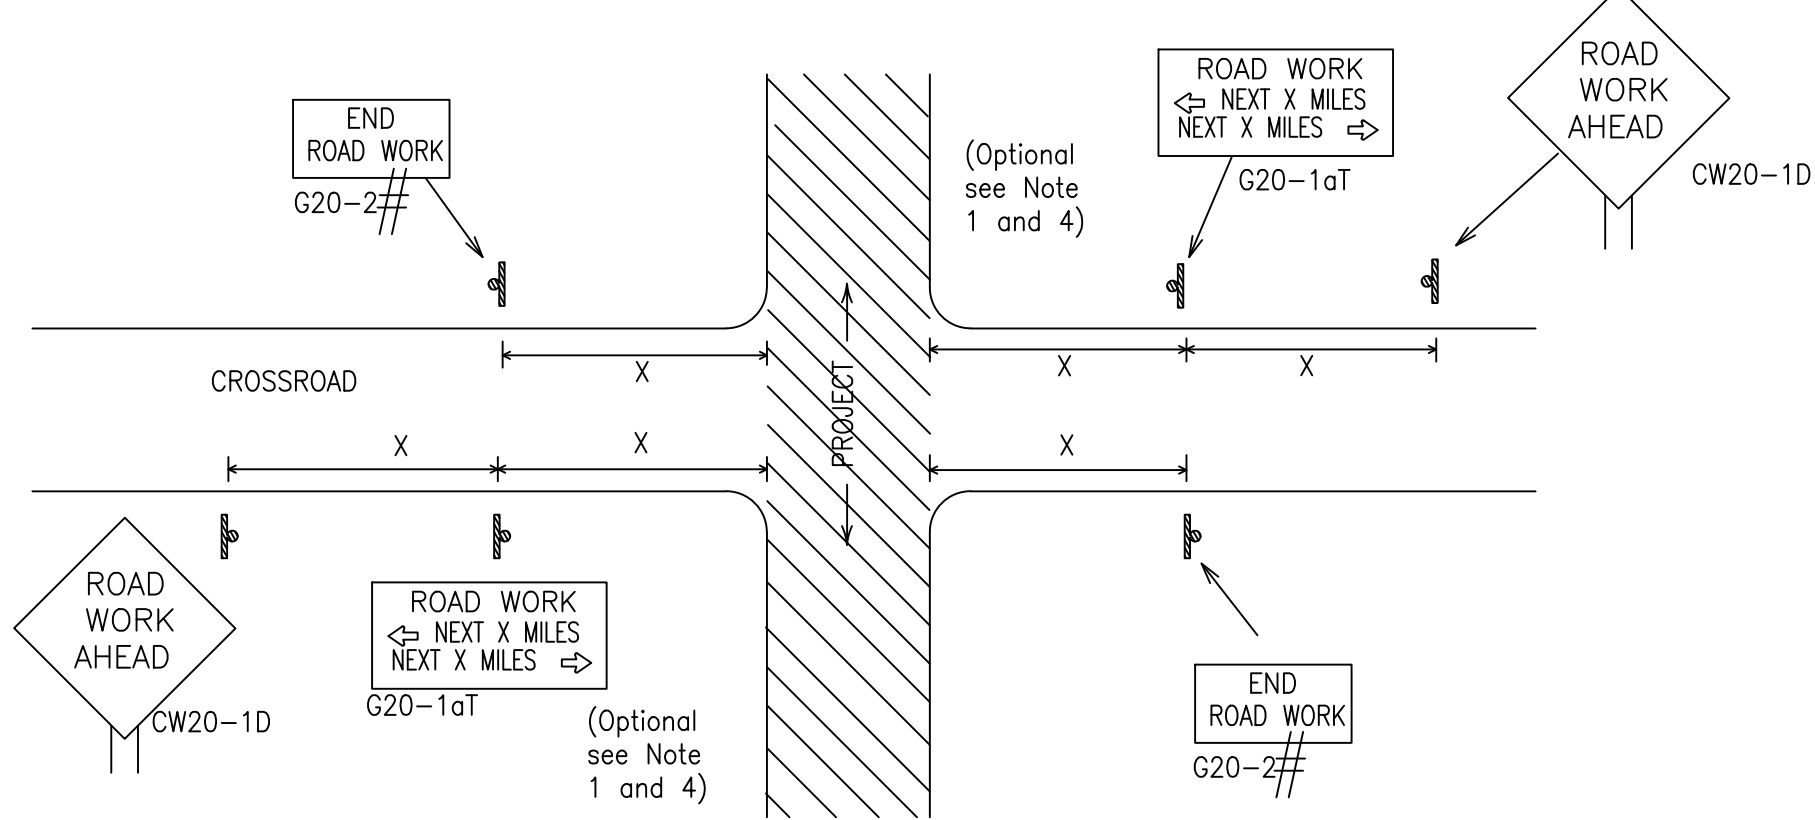 END
ROAD WORK
G20-2
ROAD WORK
NEXT X MILES
NEXT X MILES
G20-1aT
(Optional
see Note
1 and 4)
ROAD
WORK
AHEAD
CW20-1D
X
X
X
CROSSROAD
PROJECT
X
X
X
ROAD
WORK
AHEAD
CW20-1D
ROAD WORK
NEXT X MILES
NEXT X MILES
G20-1aT
(Optional
see Note
1 and 4)
END
ROAD WORK
G20-2